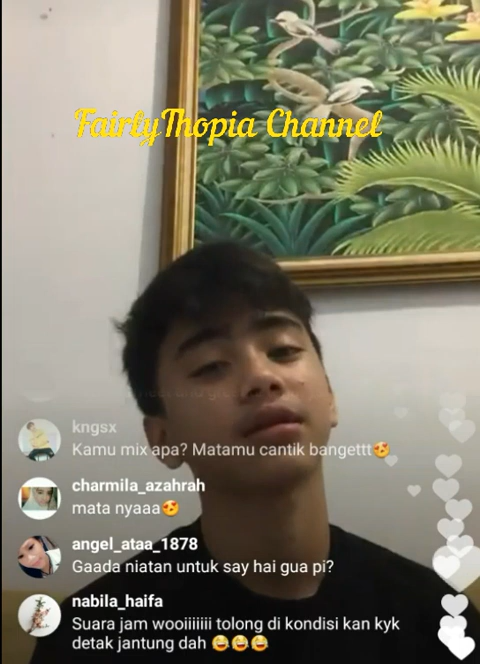 FairlyThopia Channel
kngsx
Kamu mix apa? Matamu cantik bangettt😍
charmila_azahrah
mata nyaaa😍
angel_ataa_1878
Gaada niatan untuk say hai gua pi?
nabila_haifa
Suara jam wooiiiiiii tolong di kondisi kan kyk
detak jantung dah 😂😂😂